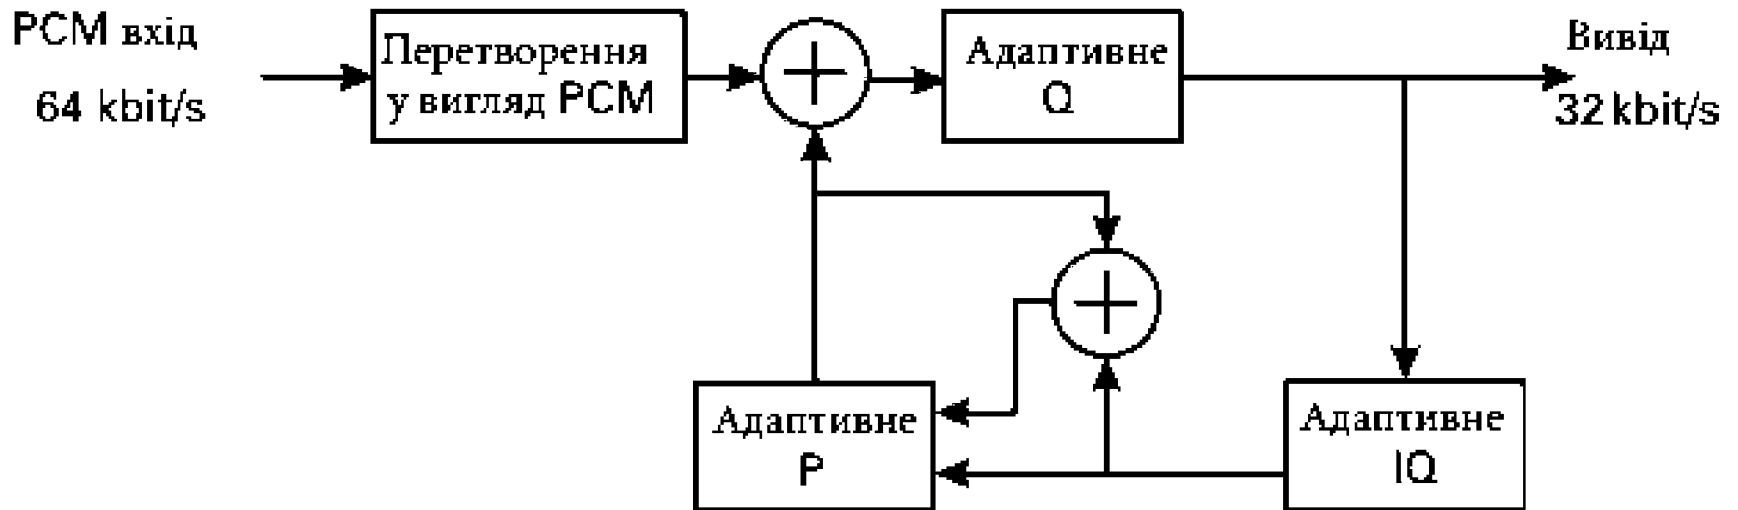 PCM вхід
64 kbit/s
Перетворення
у вигляд PCM
Адаптивне
Q
Вивід
32 kbit/s
Адаптивне
P
Адаптивне
IQ